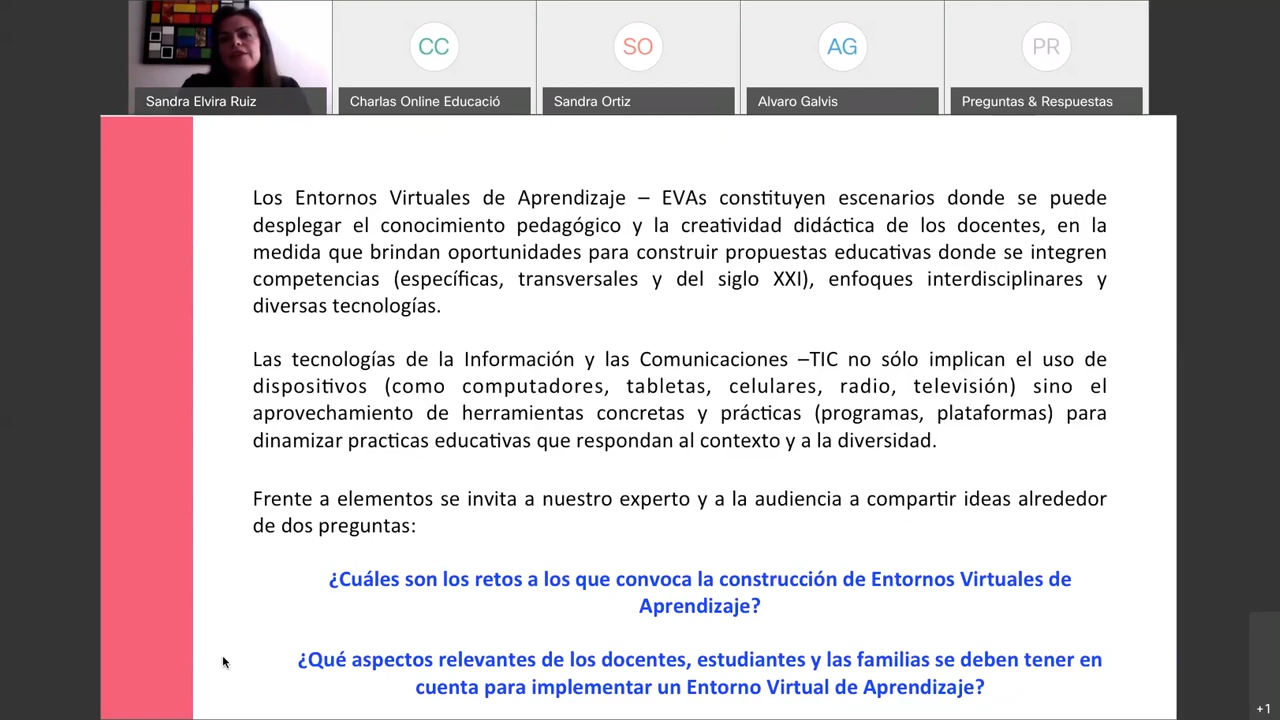 CC
SO
AG
PR
Sandra Elvira Ruiz
Charlas Online Educació
Sandra Ortiz
Alvaro Galvis
Preguntas & Respuestas
Los Entornos Virtuales de Aprendizaje – EVAs constituyen escenarios donde se puede
desplegar el conocimiento pedagógico y la creatividad didáctica de los docentes, en la
medida que brindan oportunidades para construir propuestas educativas donde se integren
competencias (específicas, transversales y del siglo XXI), enfoques interdisciplinares y
diversas tecnologías.
Las tecnologías de la Información y las Comunicaciones –TIC no sólo implican el uso de
dispositivos (como computadores, tabletas, celulares, radio, televisión) sino el
aprovechamiento de herramientas concretas y prácticas (programas, plataformas) para
dinamizar practicas educativas que respondan al contexto y a la diversidad.
Frente a elementos se invita a nuestro experto y a la audiencia a compartir ideas alrededor
de dos preguntas:
¿Cuáles son los retos a los que convoca la construcción de Entornos Virtuales de
Aprendizaje?
¿Qué aspectos relevantes de los docentes, estudiantes y las familias se deben tener en
cuenta para implementar un Entorno Virtual de Aprendizaje?
+1